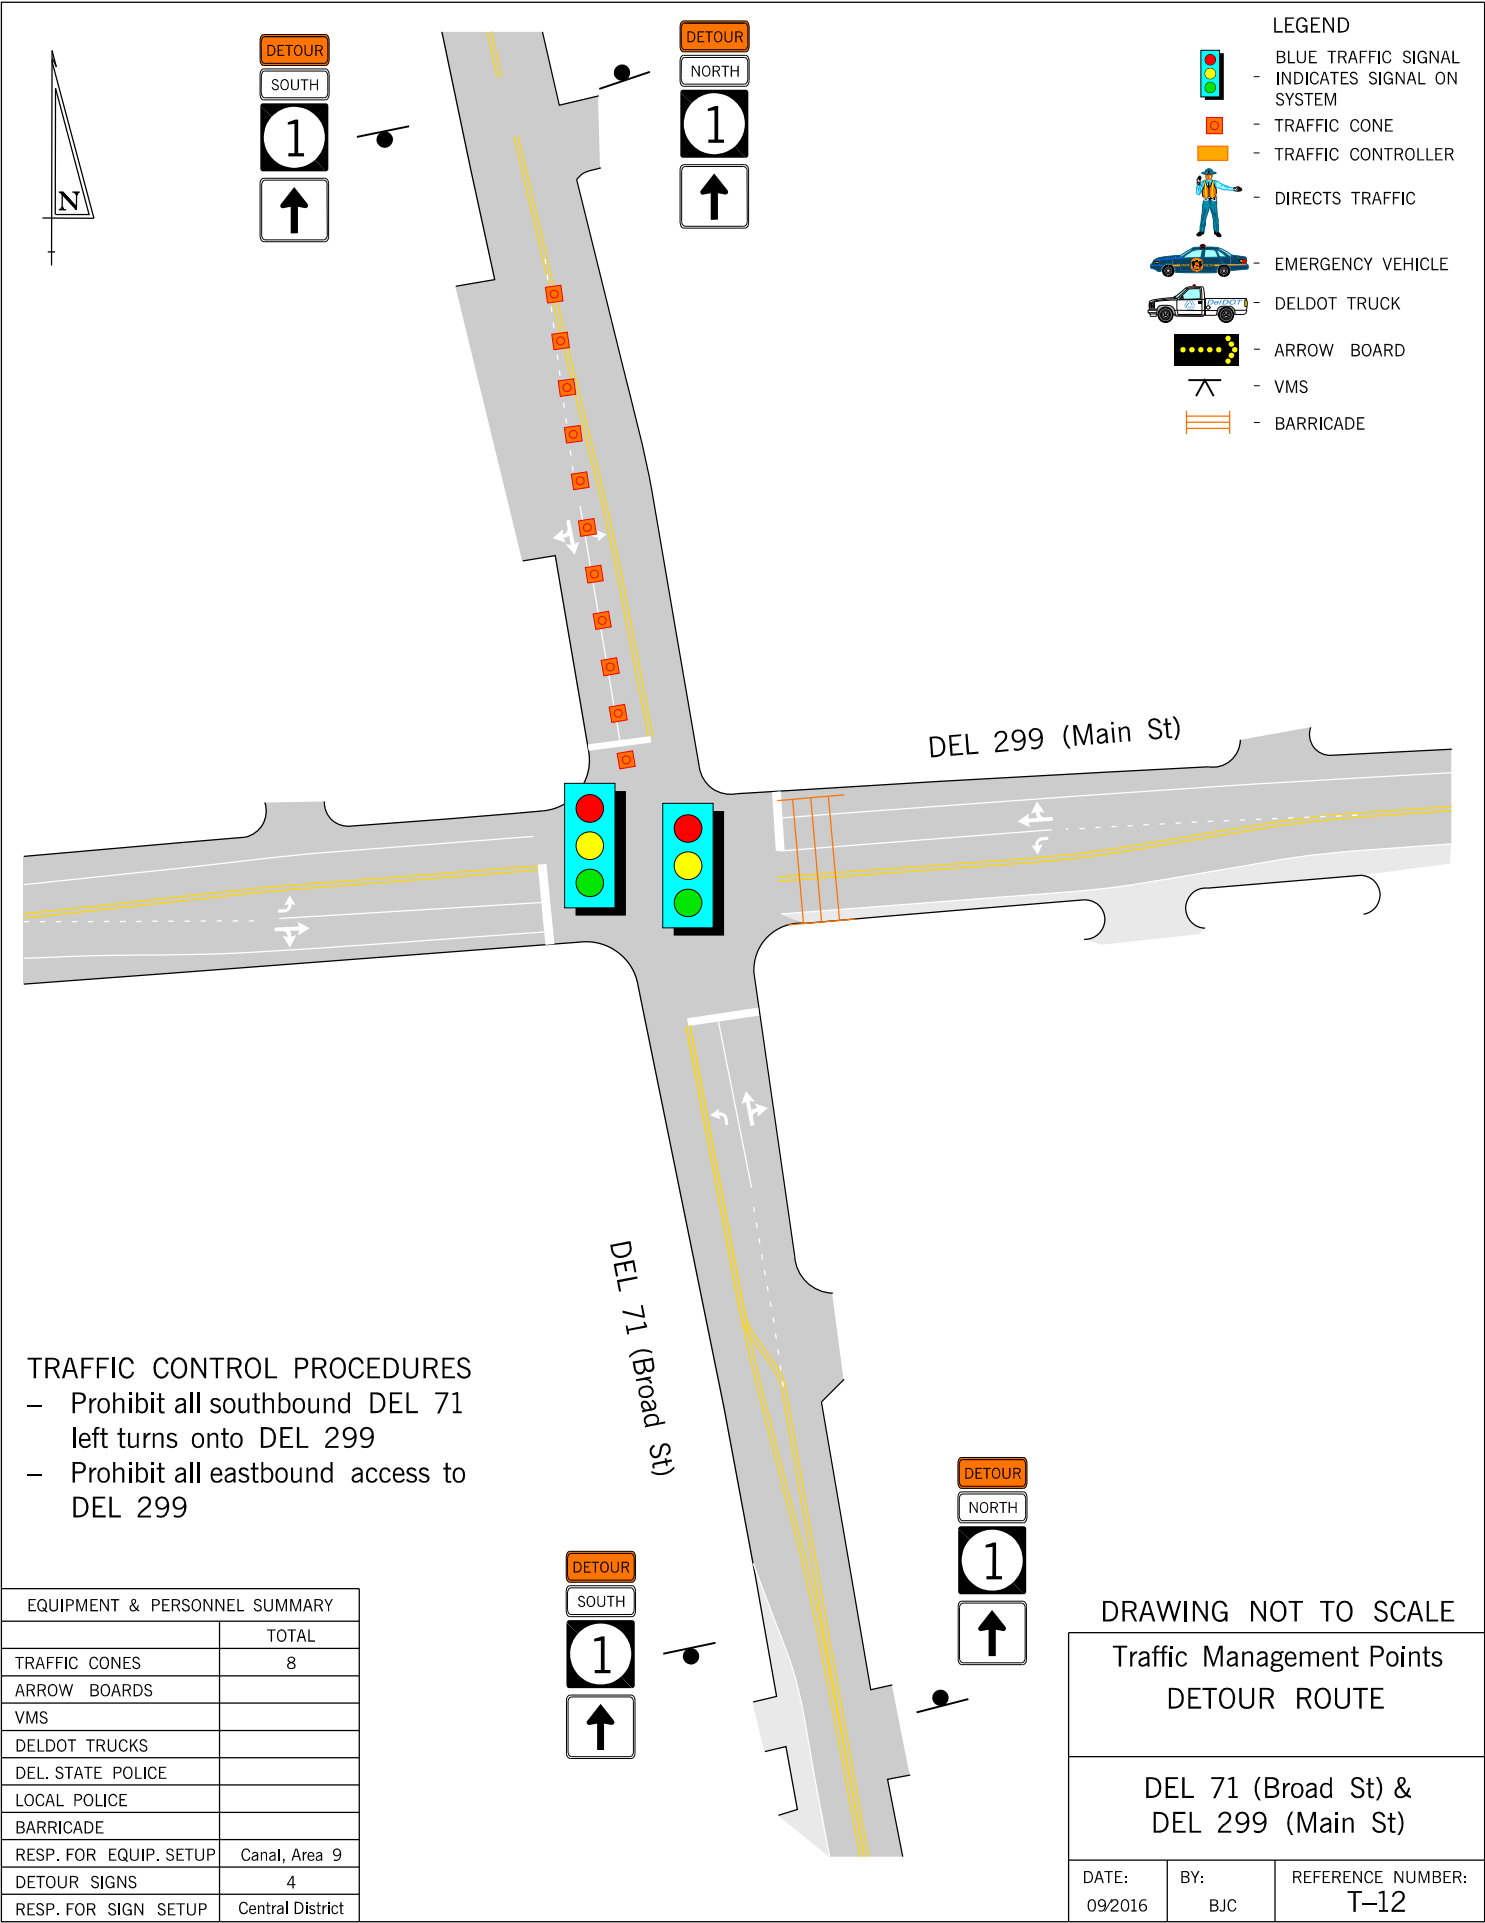 DETOUR
SOUTH
1
DETOUR
NORTH
1
N
LEGEND
BLUE TRAFFIC SIGNAL
- INDICATES SIGNAL ON
SYSTEM
- TRAFFIC CONE
- TRAFFIC CONTROLLER
- DIRECTS TRAFFIC
- EMERGENCY VEHICLE
DelDOT
- DELDOT TRUCK
- ARROW BOARD
- VMS
- BARRICADE
DEL 299 (Main St)
DEL 71 (Broad St)
TRAFFIC CONTROL PROCEDURES
– Prohibit all southbound DEL 71
left turns onto DEL 299
– Prohibit all eastbound access to
DEL 299
DETOUR
NORTH
1
DETOUR
SOUTH
1
EQUIPMENT & PERSONNEL SUMMARY
TOTAL
TRAFFIC CONES 8
ARROW BOARDS
VMS
DELDOT TRUCKS
DEL. STATE POLICE
LOCAL POLICE
BARRICADE
RESP. FOR EQUIP. SETUP Canal, Area 9
DETOUR SIGNS 4
RESP. FOR SIGN SETUP Central District
DRAWING NOT TO SCALE
Traffic Management Points
DETOUR ROUTE
DEL 71 (Broad St) &
DEL 299 (Main St)
DATE: BY: REFERENCE NUMBER:
09/2016 BJC T–12